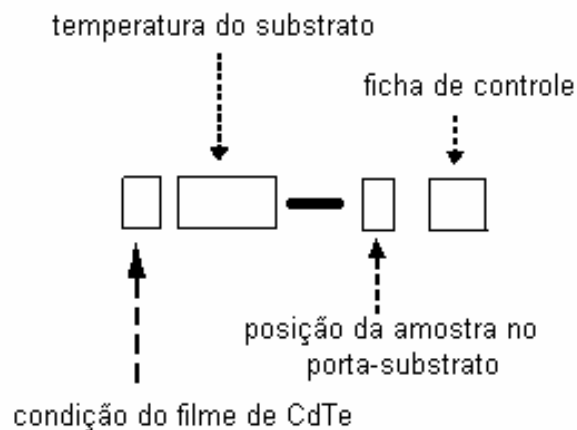 temperatura do substrato
ficha de controle
posição da amostra no
porta-substrato
condição do filme de CdTe